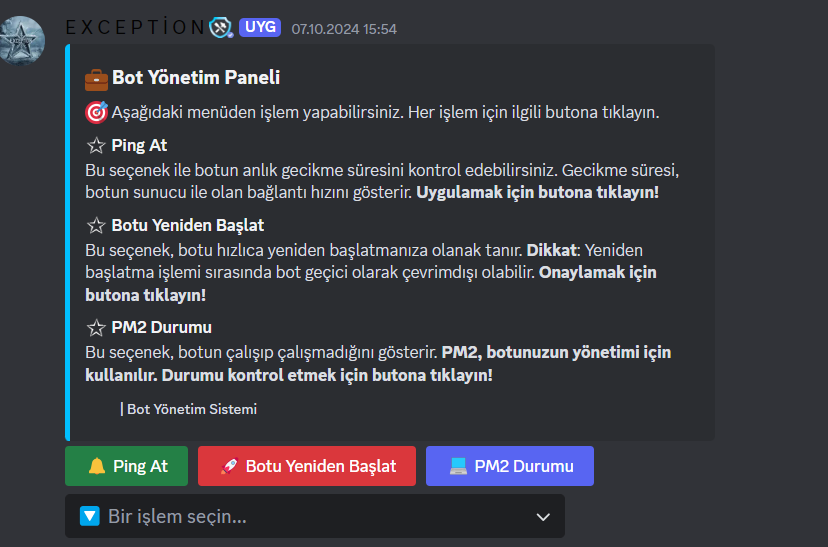 EXCEPTİON UYG 07.10.2024 15:54
Bot Yönetim Paneli
Aşağıdaki menüden işlem yapabilirsiniz. Her işlem için ilgili butona tıklayın.
Ping At
Bu seçenek ile botun anlık gecikme süresini kontrol edebilirsiniz. Gecikme süresi,
botun sunucu ile olan bağlantı hızını gösterir. Uygulamak için butona tıklayın!
Botu Yeniden Başlat
Bu seçenek, botu hızlıca yeniden başlatmanıza olanak tanır. Dikkat: Yeniden
başlatma işlemi sırasında bot geçici olarak çevrimdışı olabilir. Onaylamak için
butona tıklayın!
PM2 Durumu
Bu seçenek, botun çalışıp çalışmadığını gösterir. PM2, botunuzun yönetimi için
kullanılır. Durumu kontrol etmek için butona tıklayın!
| Bot Yönetim Sistemi
Ping At Botu Yeniden Başlat PM2 Durumu
Bir işlem seçin...